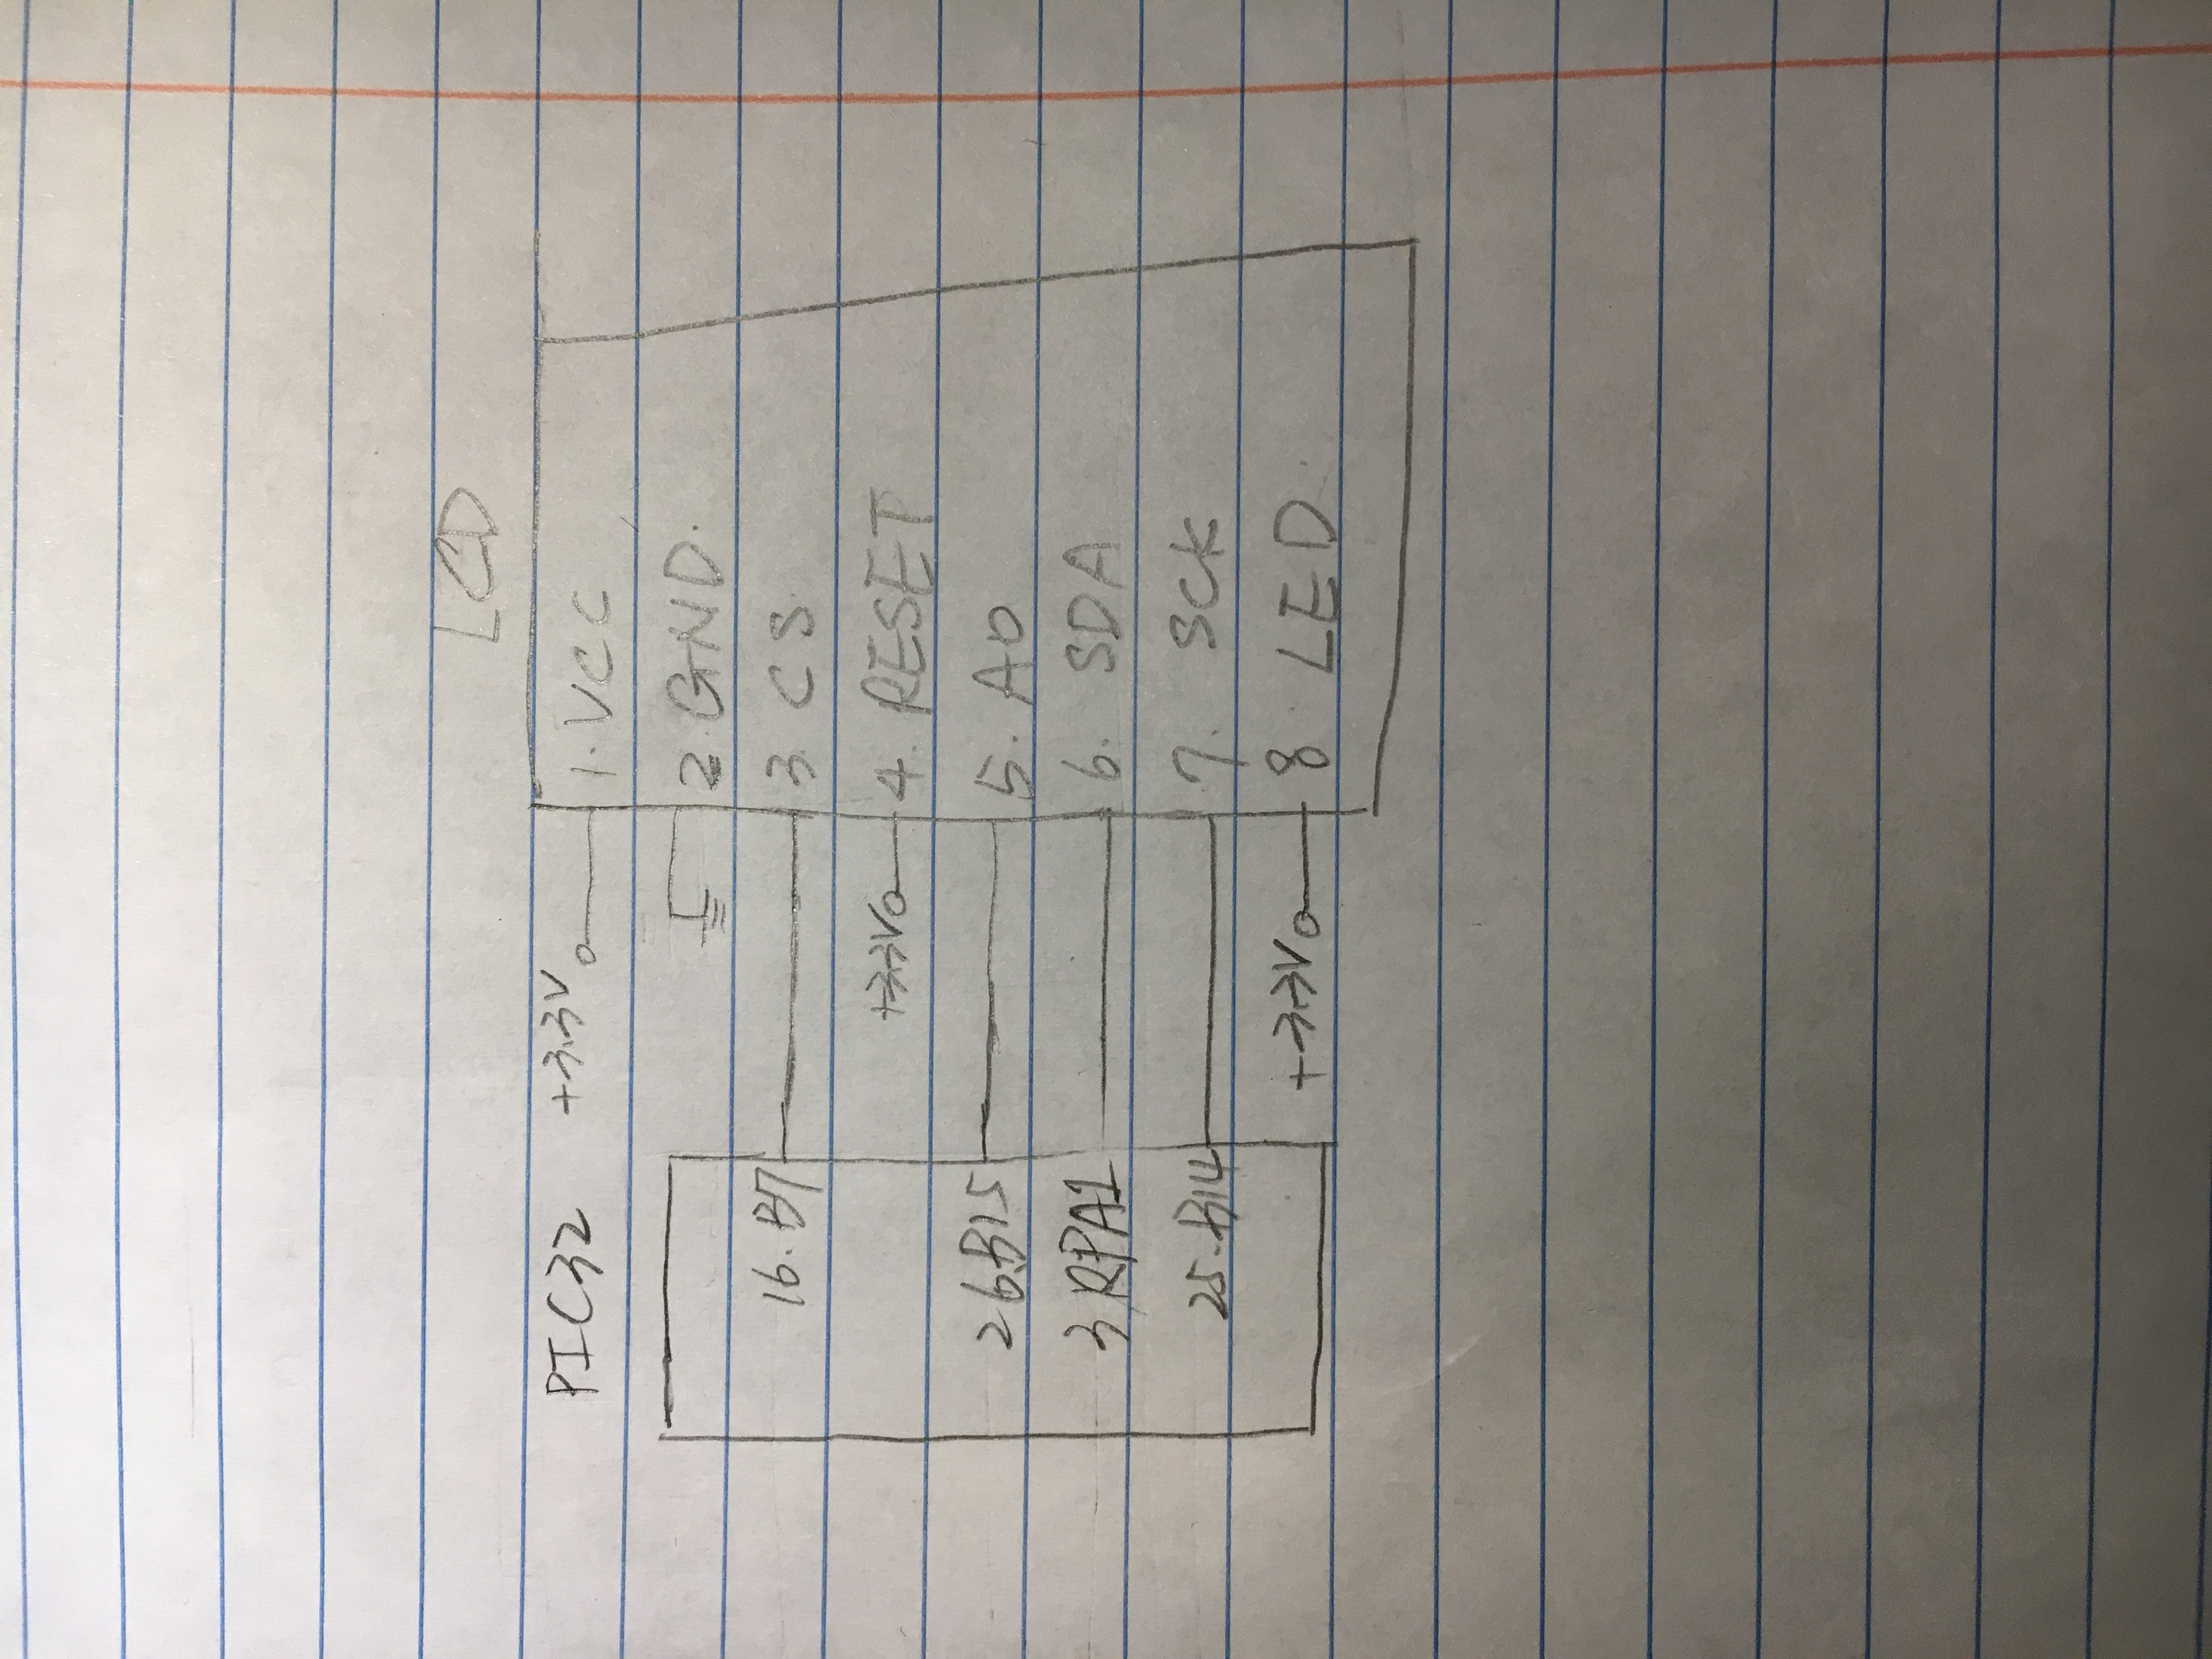 LCD
PIC32
+3.3V
1. VCC
2. GND.
16. B7
3. CS
+3.3V
4. RESET
26 B15
5. A0
3 RPA1
6. SDA
25. B14
7. SCK
+3.3V
8 LED.